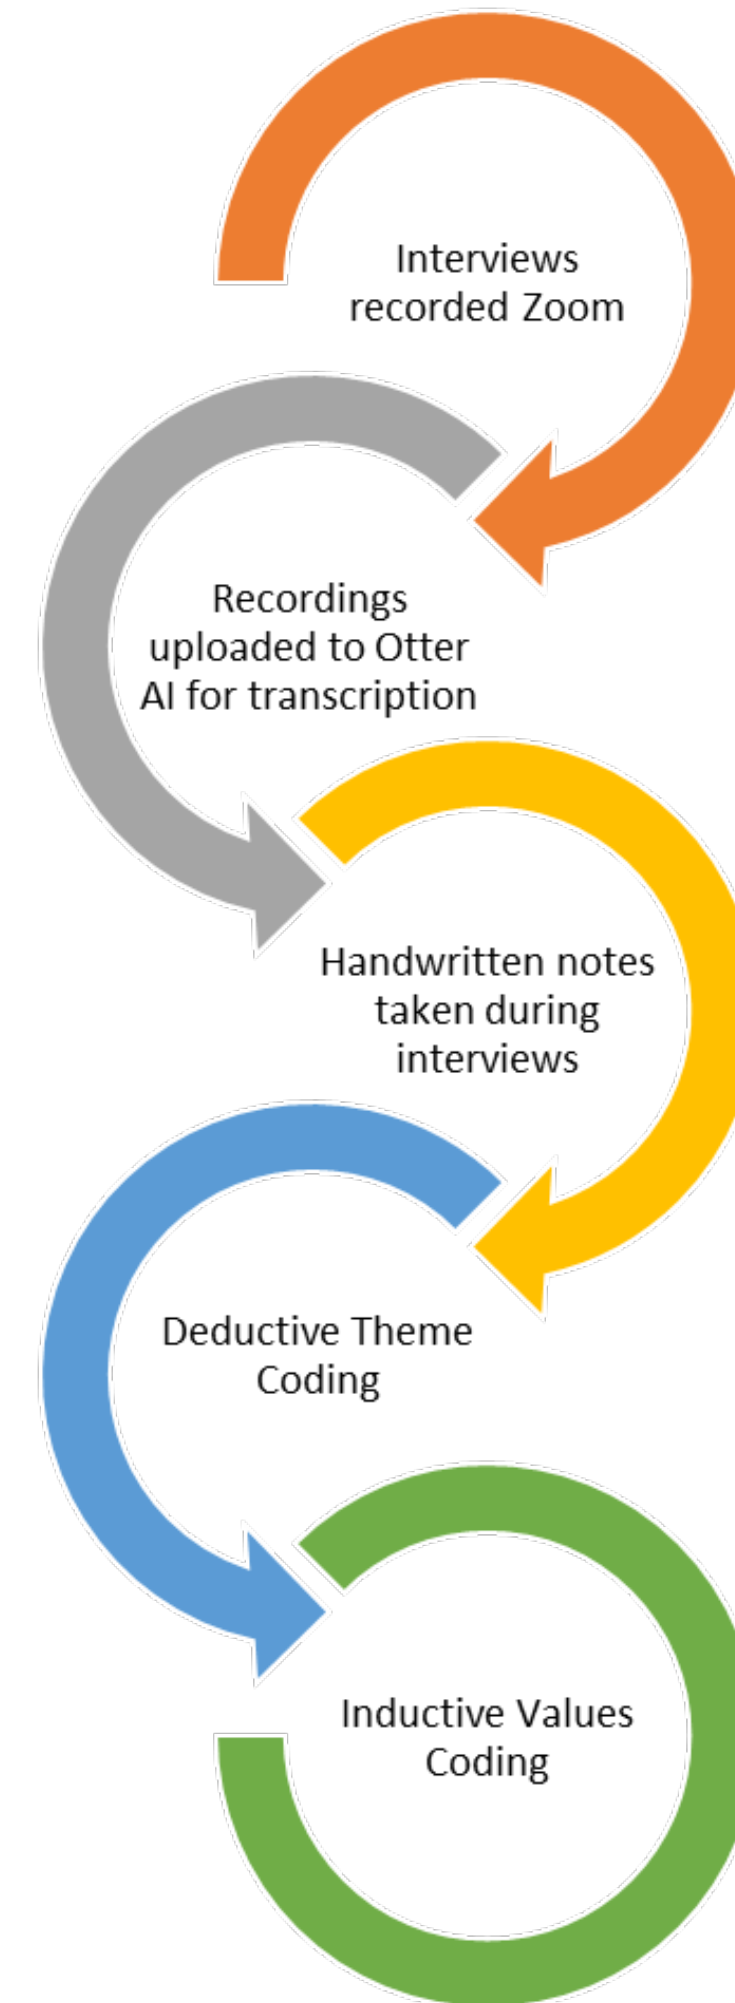 Interviews
recorded Zoom
Recordings
uploaded to Otter
AI for transcription
Handwritten notes
taken during
interviews
Deductive Theme
Coding
Inductive Values
Coding